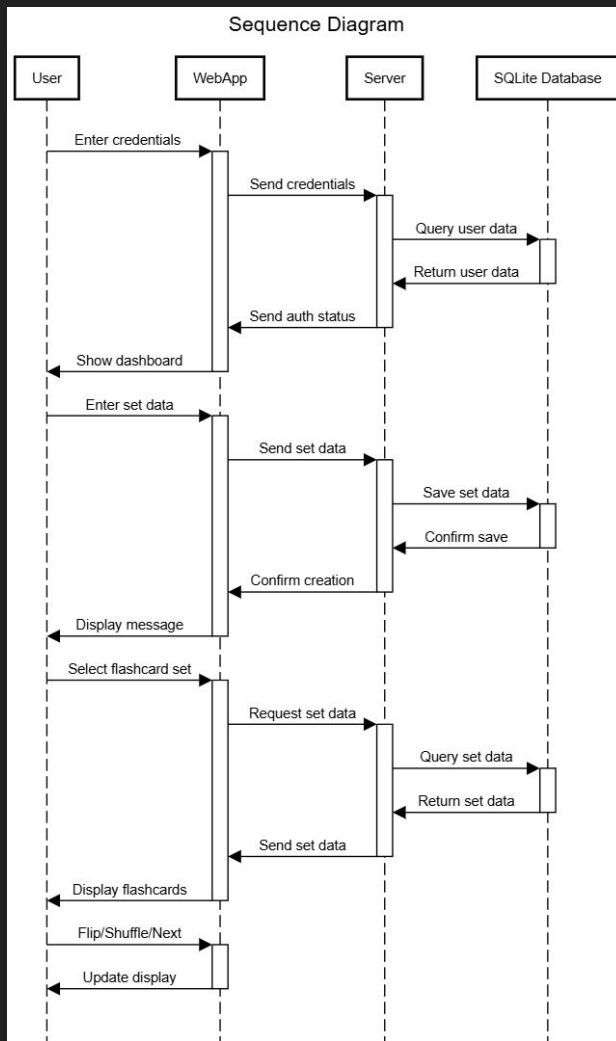 Sequence Diagram
User
WebApp
Server
SQLite Database
Enter credentials
Send credentials
Query user data
Return user data
Send auth status
Show dashboard
Enter set data
Send set data
Save set data
Confirm save
Confirm creation
Display message
Select flashcard set
Request set data
Query set data
Return set data
Send set data
Display flashcards
Flip/Shuffle/Next
Update display